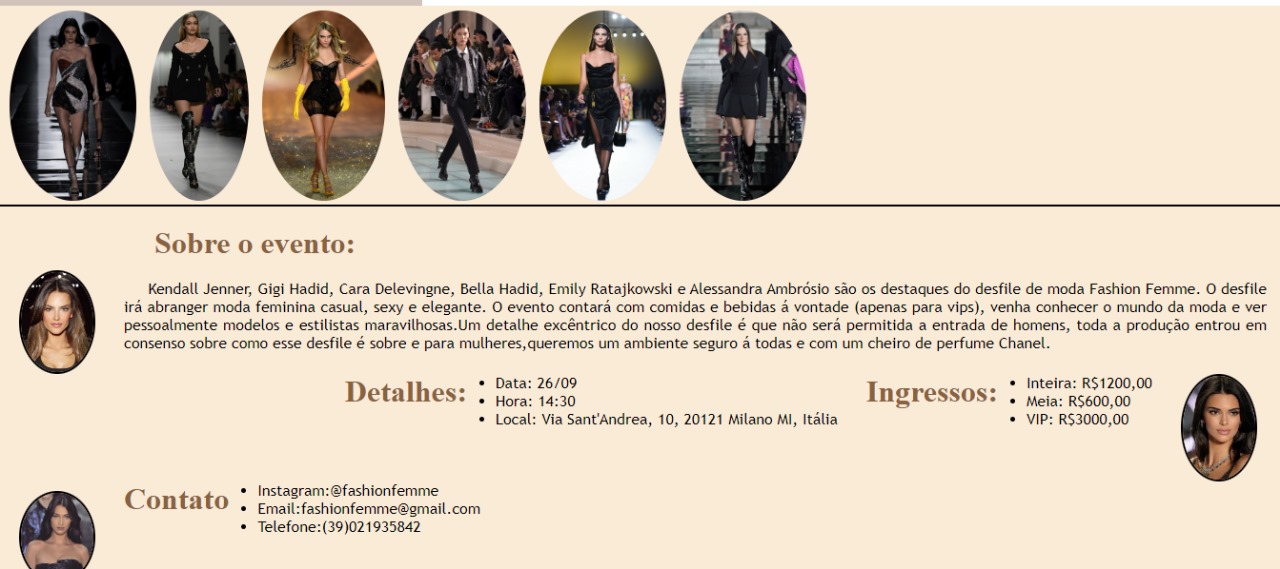 Sobre o evento:
Kendall Jenner, Gigi Hadid, Cara Delevingne, Bella Hadid, Emily Ratajkowski e Alessandra Ambrósio são os destaques do desfile de moda Fashion Femme. O desfile
irá abranger moda feminina casual, sexy e elegante. O evento contará com comidas e bebidas á vontade (apenas para vips), venha conhecer o mundo da moda e ver
pessoalmente modelos e estilistas maravilhosas.Um detalhe excêntrico do nosso desfile é que não será permitida a entrada de homens, toda a produção entrou em
consenso sobre como esse desfile é sobre e para mulheres,queremos um ambiente seguro á todas e com um cheiro de perfume Chanel.
Detalhes:
• Data: 26/09
• Hora: 14:30
• Local: Via Sant'Andrea, 10, 20121 Milano MI, Itália
Ingressos:
• Inteira: R$1200,00
• Meia: R$600,00
• VIP: R$3000,00
Contato
• Instagram:@fashionfemme
• Email:fashionfemme@gmail.com
• Telefone:(39)021935842